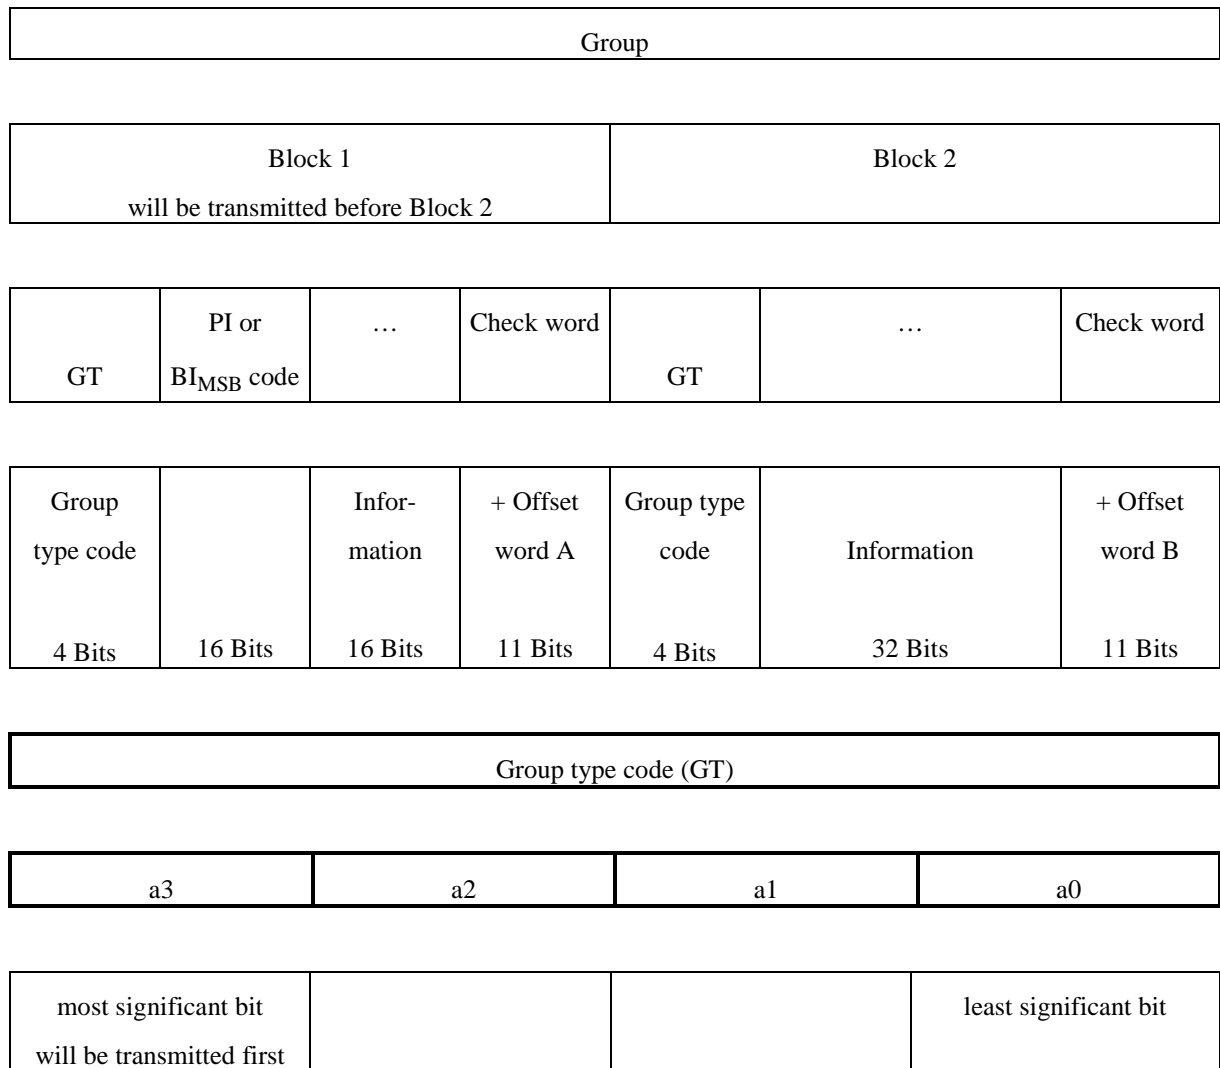 Group
Block 1
will be transmitted before Block 2
Block 2
GT
PI or
BIMSB code
…
Check word
GT
…
Check word
Group
type code
4 Bits
16 Bits
Infor-
mation
16 Bits
+ Offset
word A
11 Bits
Group type
code
4 Bits
Information
32 Bits
+ Offset
word B
11 Bits
Group type code (GT)
a3
a2
a1
a0
most significant bit
will be transmitted first
least significant bit